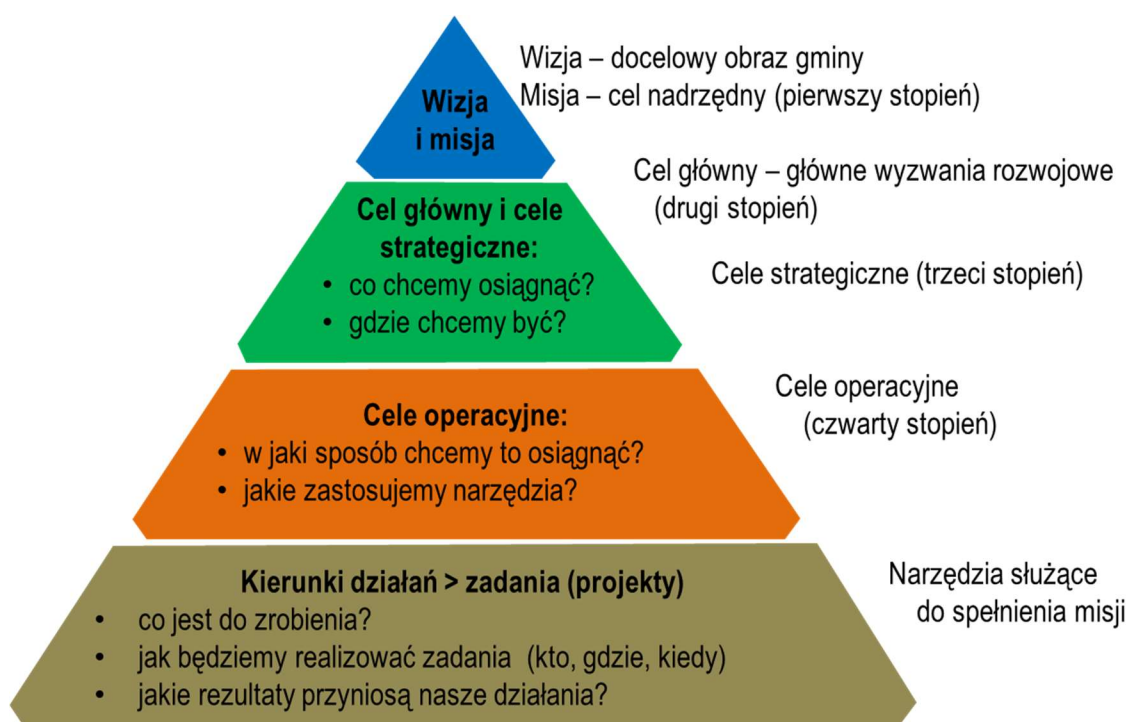 Wizja
i misja
Wizja – docelowy obraz gminy
Misja – cel nadrzędny (pierwszy stopień)
Cel główny i cele
strategiczne:
• co chcemy osiągnąć?
• gdzie chcemy być?
Cel główny – główne wyzwania rozwojowe
(drugi stopień)
Cele strategiczne (trzeci stopień)
Cele operacyjne:
• w jaki sposób chcemy to osiągnąć?
• jakie zastosujemy narzędzia?
Cele operacyjne
(czwarty stopień)
Kierunki działań > zadania (projekty)
• co jest do zrobienia?
• jak będziemy realizować zadania (kto, gdzie, kiedy)
• jakie rezultaty przyniosą nasze działania?
Narzędzia służące
do spełnienia misji